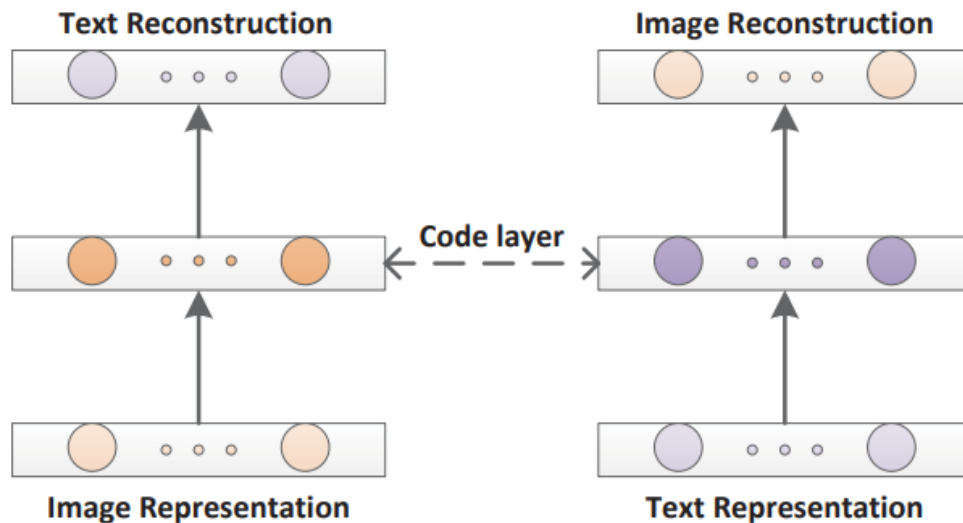 Text Reconstruction
Image Reconstruction
Code layer
Image Representation
Text Representation